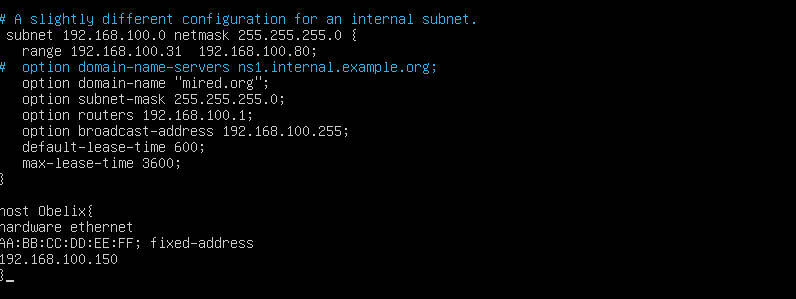 # A slightly different configuration for an internal subnet.
subnet 192.168.100.0 netmask 255.255.255.0 {
range 192.168.100.31  192.168.100.80;
#  option domain-name-servers ns1.internal.example.org;
option domain-name "mired.org";
option subnet-mask 255.255.255.0;
option routers 192.168.100.1;
option broadcast-address 192.168.100.255;
default-lease-time 600;
max-lease-time 3600;
}
host Obelix{
hardware ethernet
AA:BB:CC:DD:EE:FF; fixed-address
192.168.100.150
}_